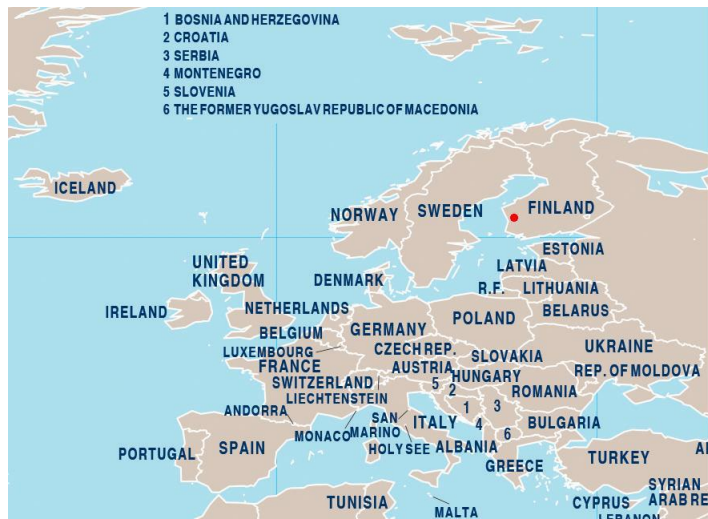 1 BOSNIA AND HERZEGOVINA
2 CROATIA
3 SERBIA
4 MONTENEGRO
5 SLOVENIA
6 THE FORMER YUGOSLAV REPUBLIC OF MACEDONIA
ICELAND
NORWAY
SWEDEN
FINLAND
UNITED
KINGDOM
ESTONIA
LATVIA
DENMARK
R.F.
LITHUANIA
IRELAND
NETHERLANDS
BELARUS
BELGIUM
GERMANY
POLAND
LUXEMBOURG
CZECH REP.
SLOVAKIA
UKRAINE
FRANCE
AUSTRIA
REP. OF MOLDOVA
SWITZERLAND
5
HUNGARY
LIECHTENSTEIN
2
ROMANIA
ANDORRA
1
3
MONACO
SAN
MARINO
ITALY
4
BULGARIA
6
PORTUGAL
SPAIN
HOLY SEE
ALBANIA
GREECE
TURKEY
SYRIAN
ARAB RE
TUNISIA
MALTA
CYPRUS
LEBANON